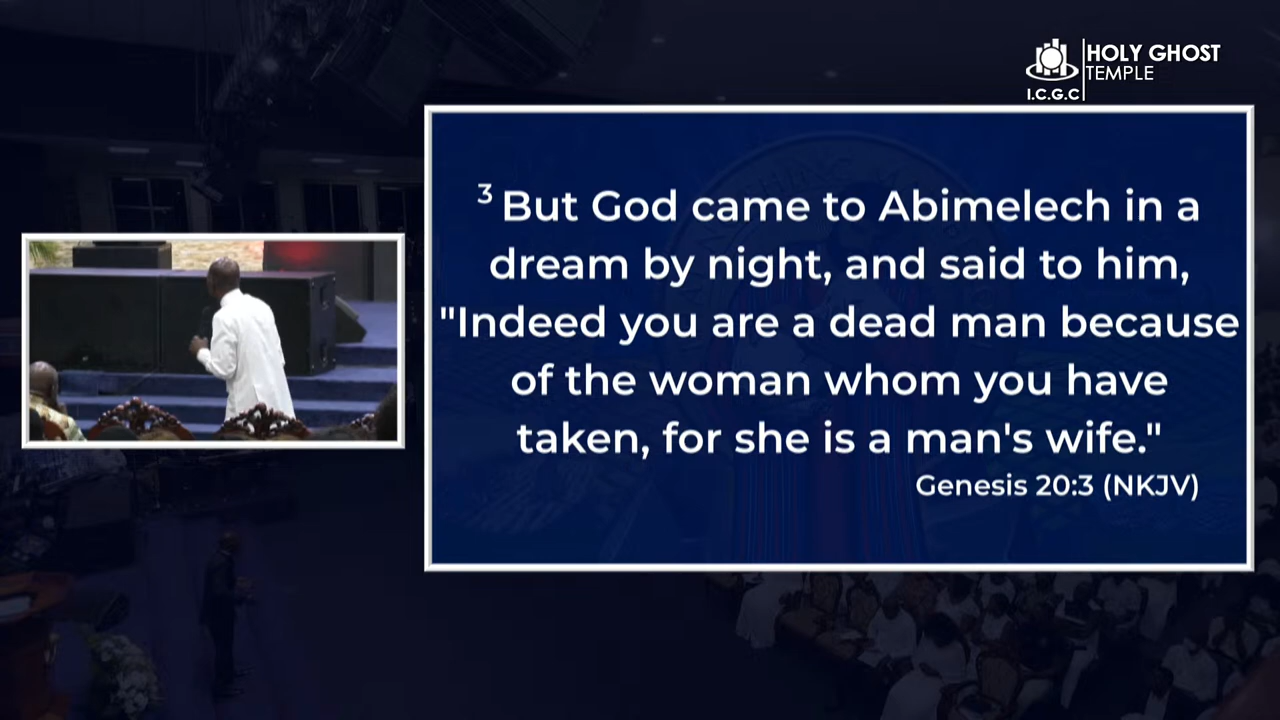 HOLY GHOST
TEMPLE
I.C.G.C
3 But God came to Abimelech in a
dream by night, and said to him,
"Indeed you are a dead man because
of the woman whom you have
taken, for she is a man's wife."
Genesis 20:3 (NKJV)